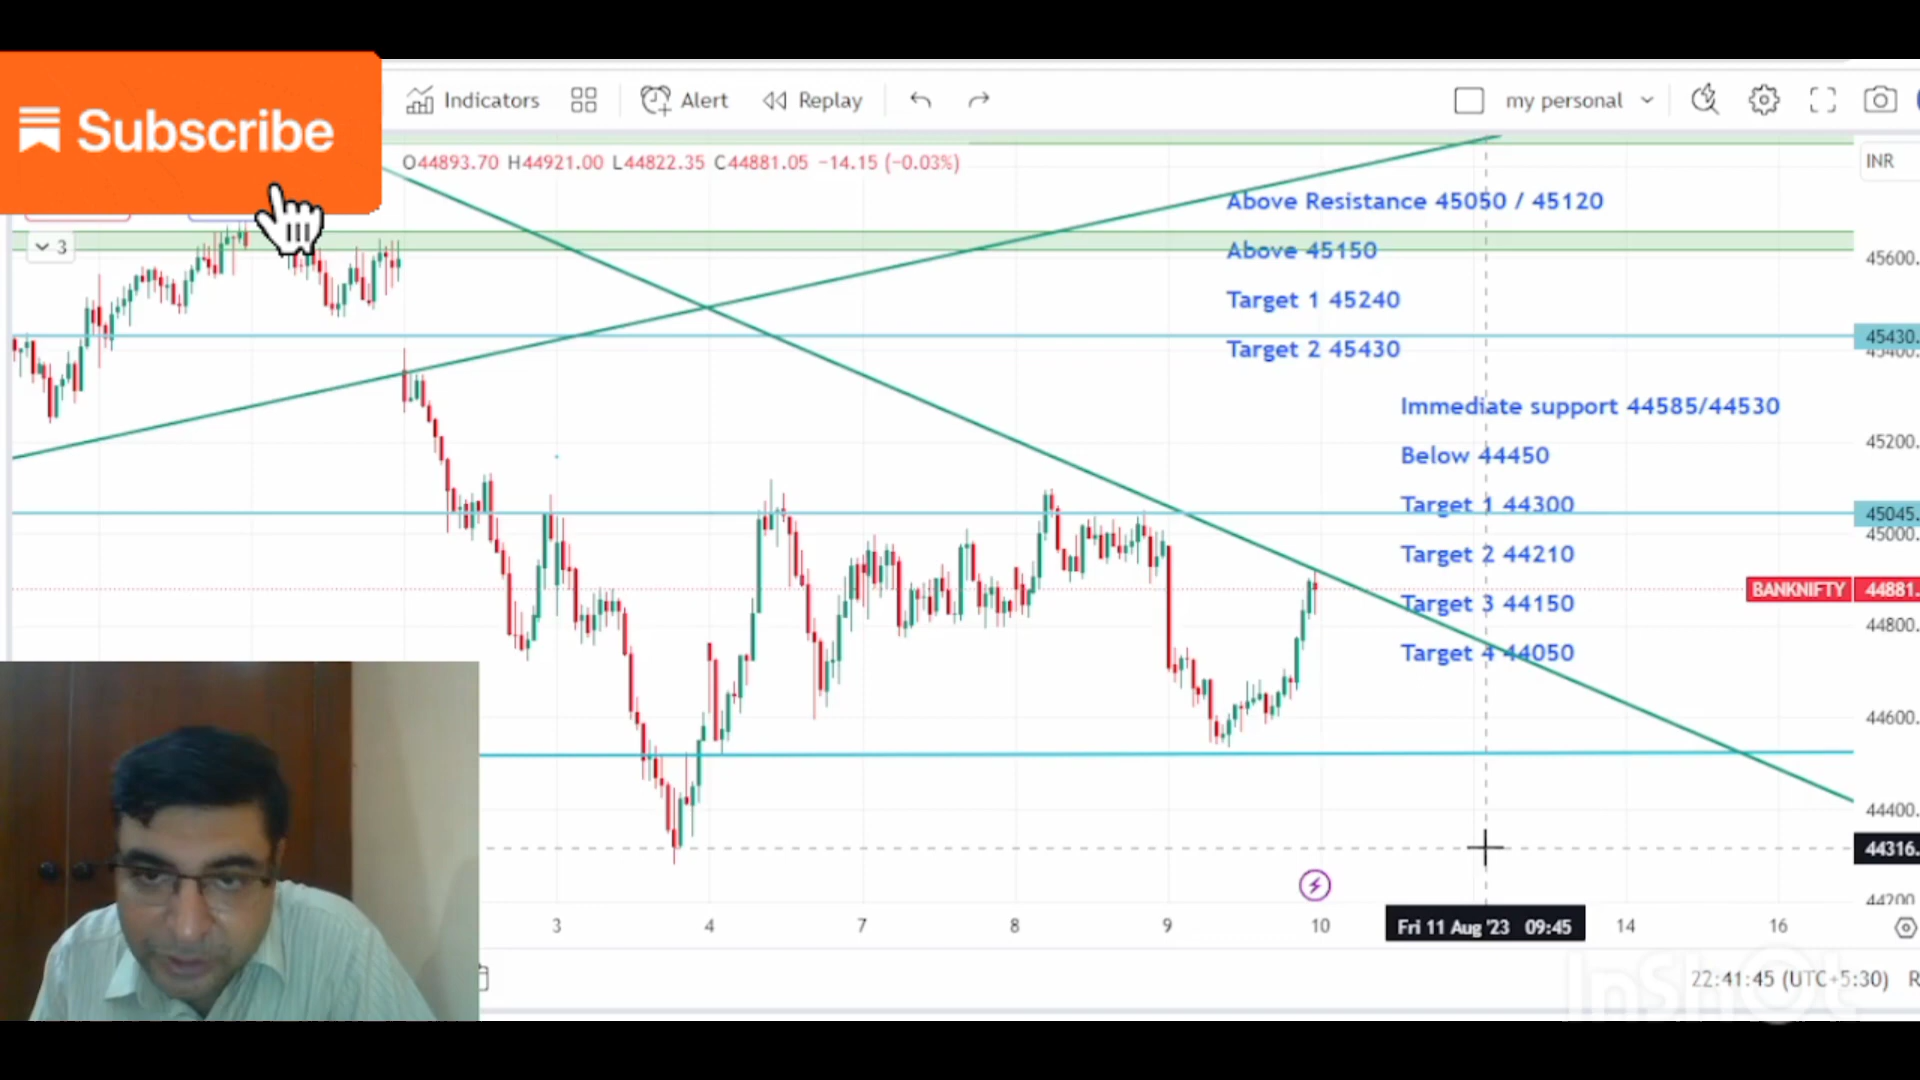 Subscribe
Indicators
Alert
Replay
my personal
O44893.70 H44921.00 L44822.35 C44881.05 −14.15 (−0.03%)
INR
Above Resistance 45050 / 45120
3
Above 45150
45600.
Target 1 45240
45430.
45400.
Target 2 45430
Immediate support 44585/44530
45200.
Below 44450
Target 1 44300
45045.
45000.
Target 2 44210
BANKNIFTY 44881.
Target 3 44150
44800.
Target 4 44050
44600.
44400.
44316.
44200
3 4 7 8 9 10 Fri 11 Aug '23 09:45 14 16
22:41:45 (UTC+5:30) R
InShOt